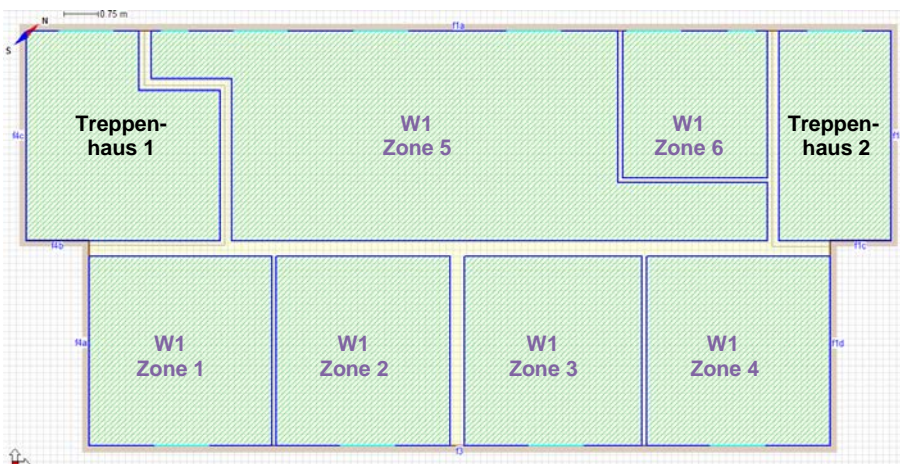 N
0.75 m
S
f1a
Treppen-
haus 1
W1
Zone 5
W1
Zone 6
Treppen-
haus 2
f4c
f4b
f1c
W1
Zone 1
W1
Zone 2
W1
Zone 3
W1
Zone 4
f4a
f1d
f3